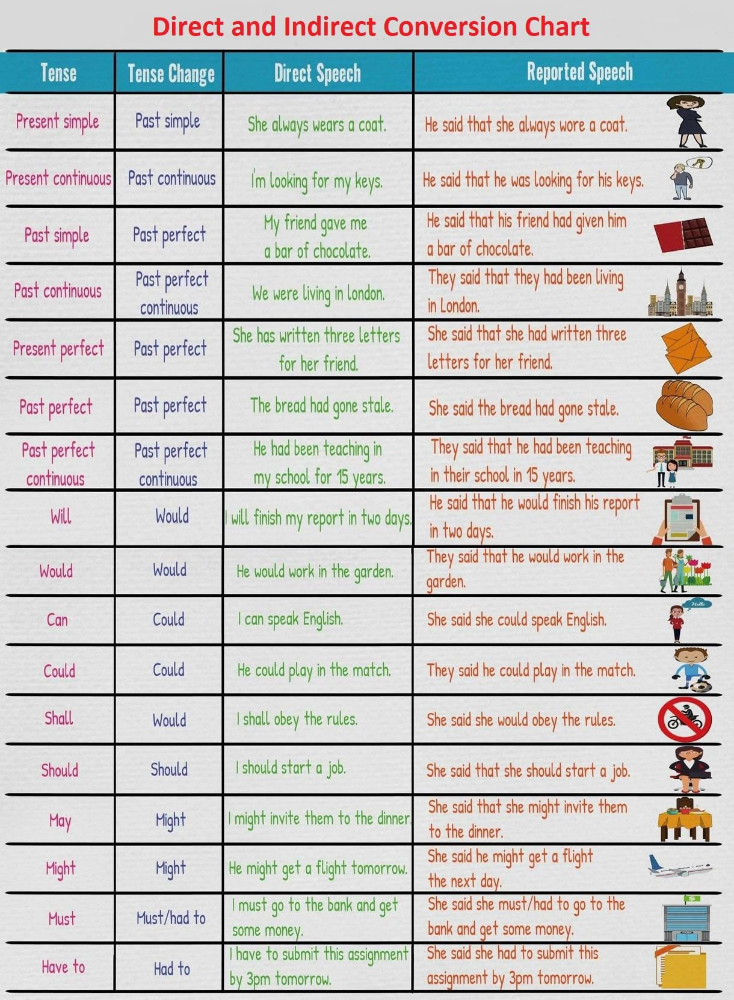 Direct and Indirect Conversion Chart
Tense
Tense Change
Direct Speech
Reported Speech
Present simple
Past simple
She always wears a coat.
He said that she always wore a coat.
Present continuous
Past continuous
I'm looking for my keys.
He said that he was looking for his keys.
Past simple
Past perfect
My friend gave me
a bar of chocolate.
He said that his friend had given him
a bar of chocolate.
Past continuous
Past perfect
continuous
We were living in london.
They said that they had been living
in London.
Present perfect
Past perfect
She has written three letters
for her friend.
She said that she had written three
letters for her friend.
Past perfect
Past perfect
The bread had gone stale.
She said the bread had gone stale.
Past perfect
continuous
Past perfect
continuous
He had been teaching in
my school for 15 years.
They said that he had been teaching
in their school in 15 years.
Will
Would
I will finish my report in two days.
He said that he would finish his report
in two days.
Would
Would
He would work in the garden.
They said that he would work in the
garden.
Can
Could
I can speak English.
She said she could speak English.
Hello
Could
Could
He could play in the match.
They said he could play in the match.
Shall
Would
I shall obey the rules.
She said she would obey the rules.
Should
Should
I should start a job.
She said that she should start a job.
May
Might
I might invite them to the dinner.
She said that she might invite them
to the dinner.
Might
Might
He might get a flight tomorrow.
She said he might get a flight
the next day.
Must
Must/had to
I must go to the bank and get
some money.
She said she must/had to go to the
bank and get some money.
$
Have to
Had to
I have to submit this assignment
by 3pm tomorrow.
She said she had to submit this
assignment by 3pm tomorrow.